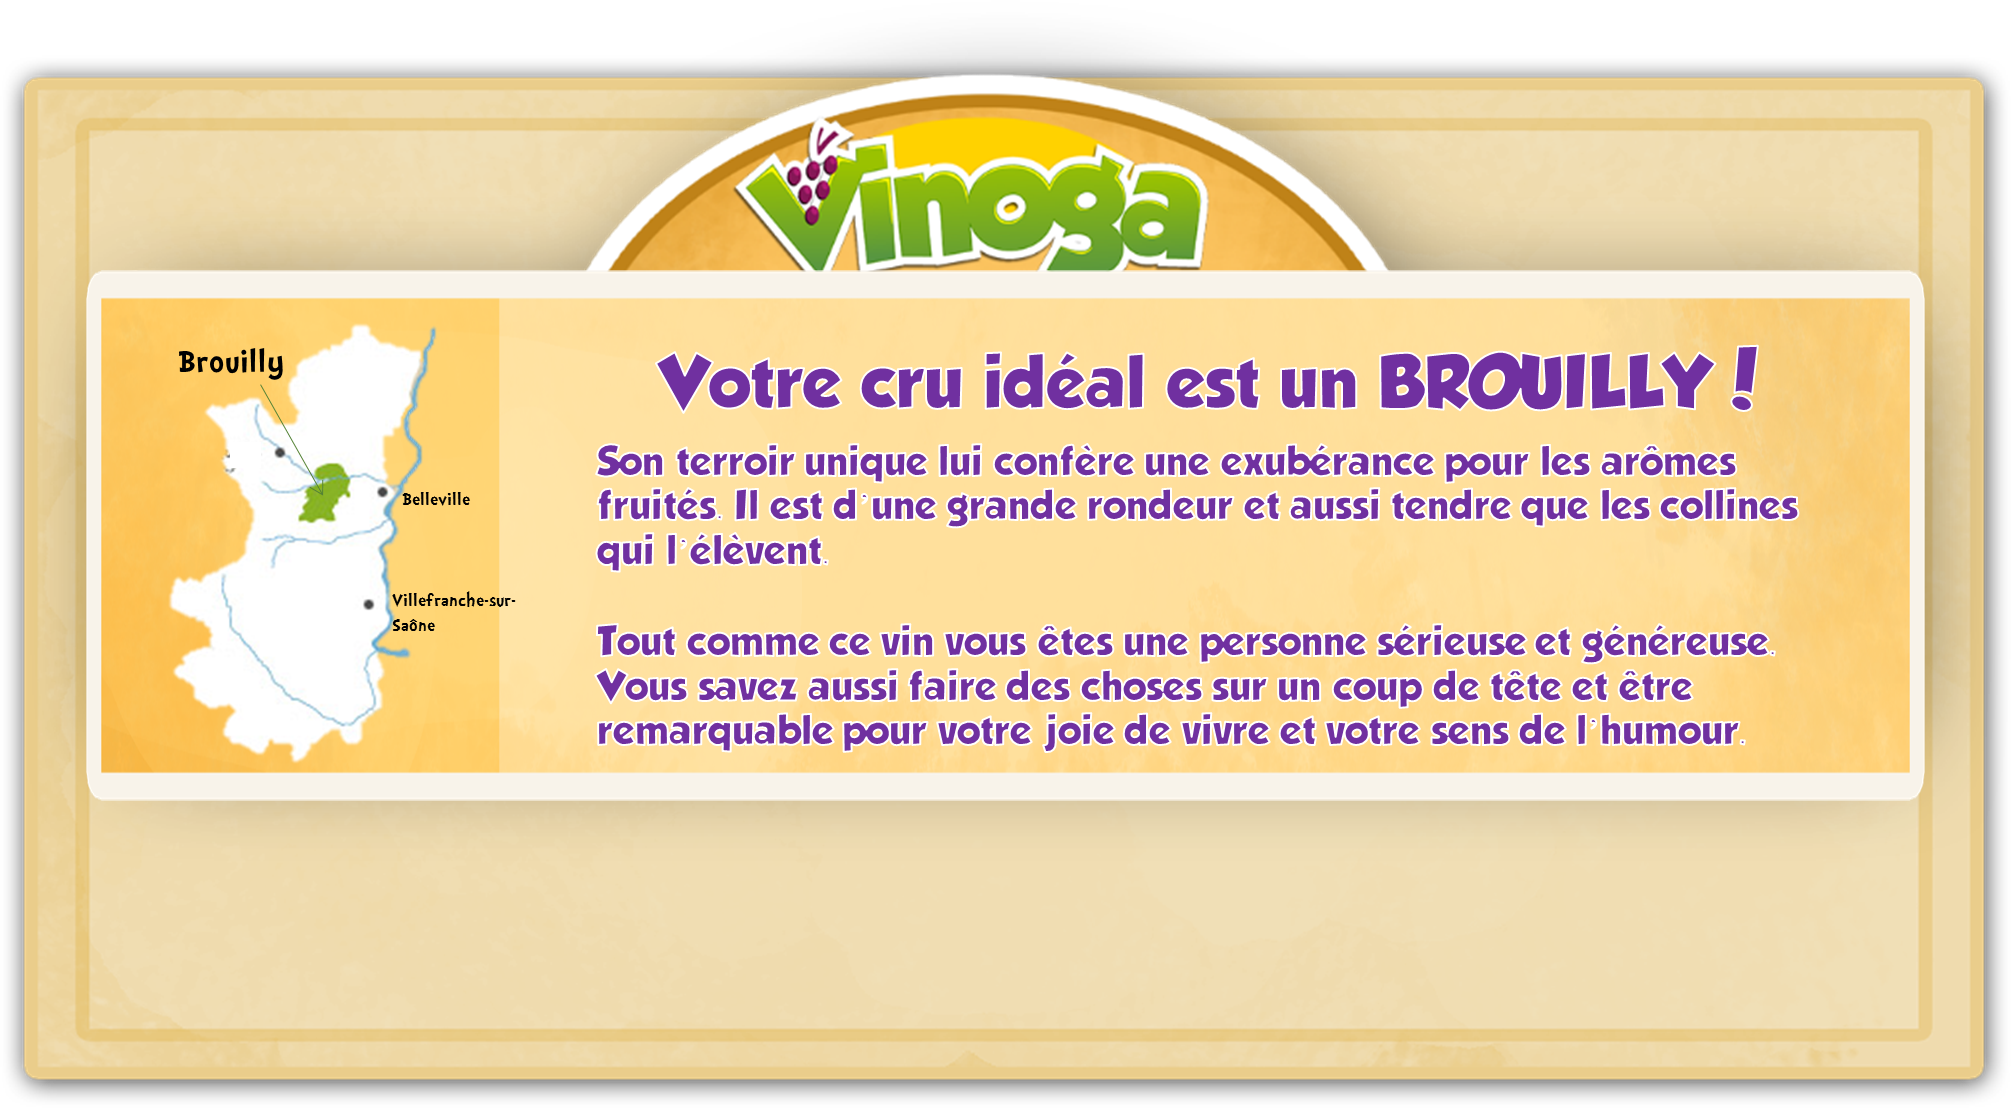 Vinoga
Brouilly
Belleville
Villefranche-sur-
Saône
Votre cru idéal est un BROUILLY !
Son terroir unique lui confère une exubérance pour les arômes
fruités. Il est d’une grande rondeur et aussi tendre que les collines
qui l’élèvent.
Tout comme ce vin vous êtes une personne sérieuse et généreuse.
Vous savez aussi faire des choses sur un coup de tête et être
remarquable pour votre joie de vivre et votre sens de l’humour.